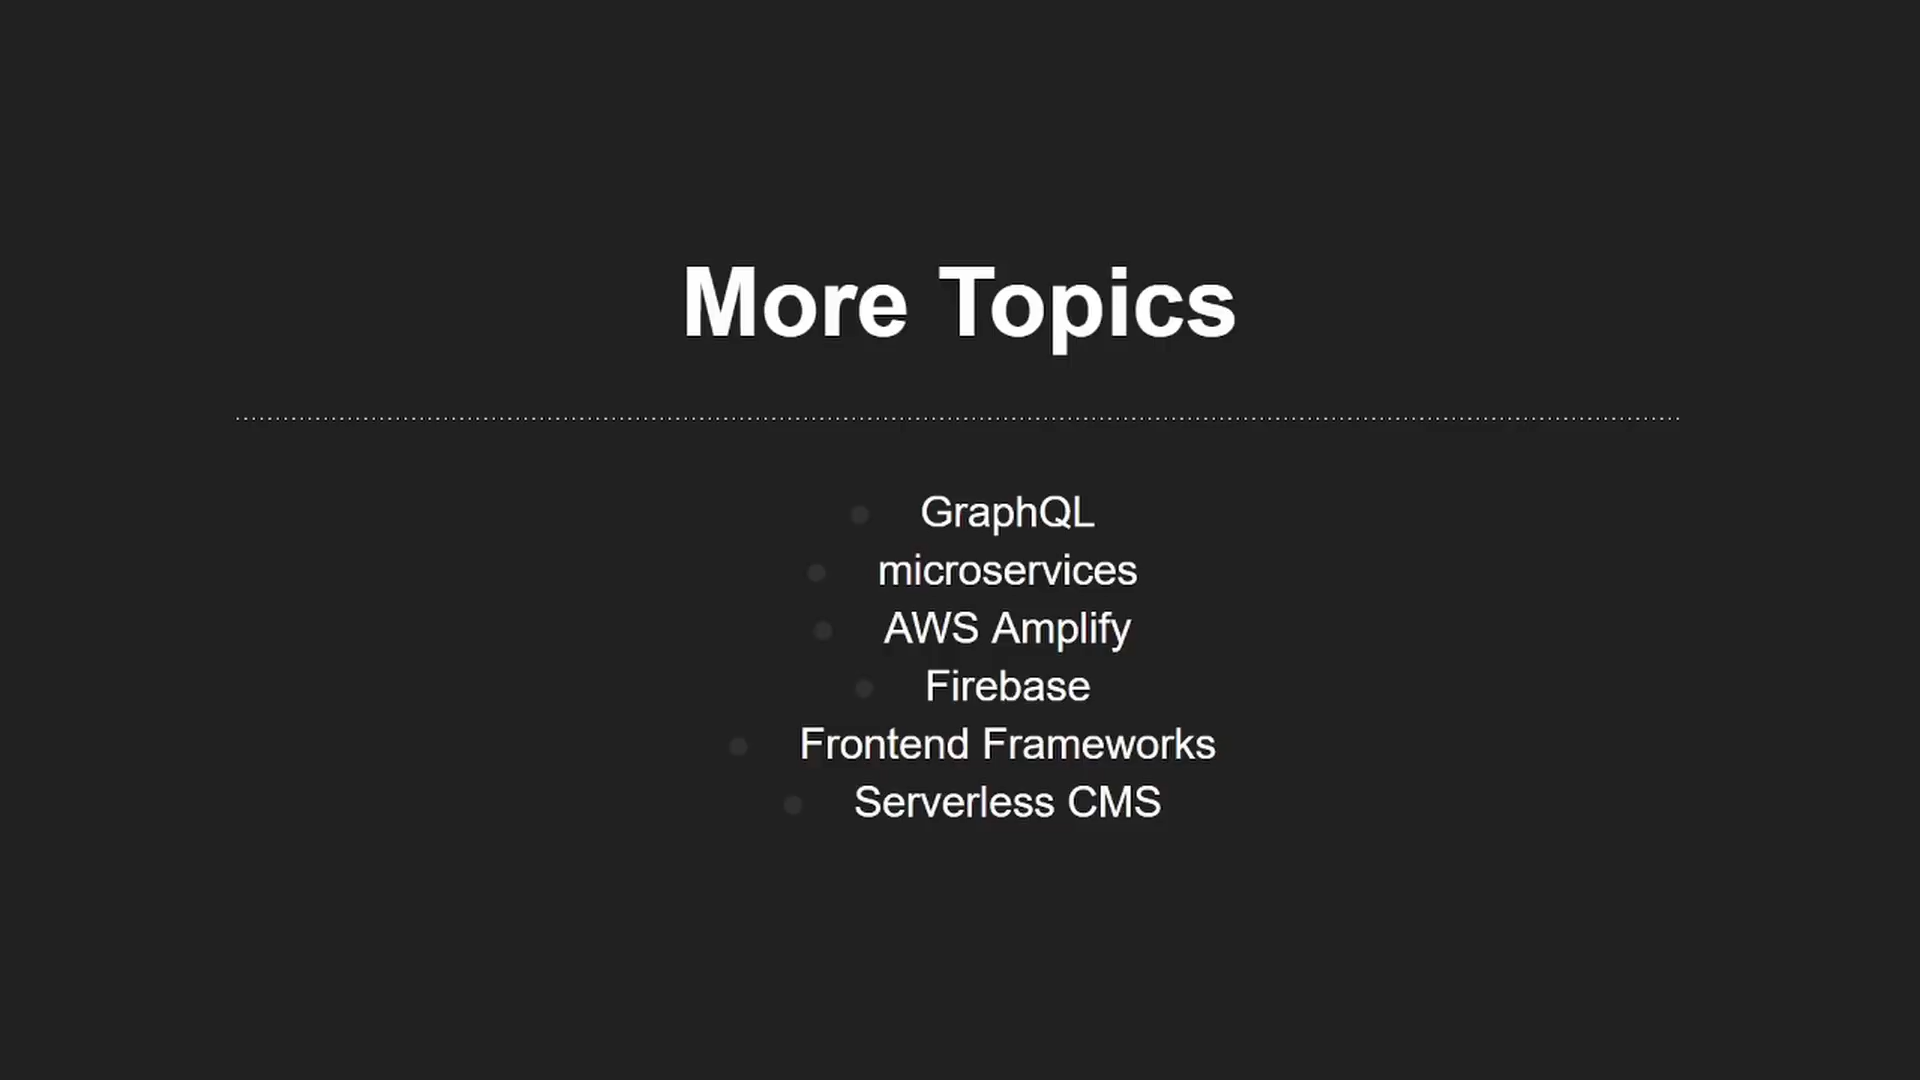 More Topics
GraphQL
microservices
AWS Amplify
Firebase
Frontend Frameworks
Serverless CMS